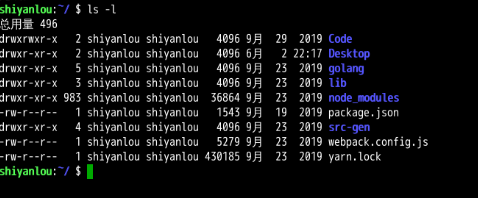 shiyanlou:~/ $ ls -l
总用量 496
drwxrwxr-x   2 shiyanlou shiyanlou   4096 9月  29  2019 Code
drwxr-xr-x   2 shiyanlou shiyanlou   4096 6月   2 22:17 Desktop
drwxr-xr-x   5 shiyanlou shiyanlou   4096 9月  23  2019 golang
drwxr-xr-x   3 shiyanlou shiyanlou   4096 9月  23  2019 lib
drwxr-xr-x 983 shiyanlou shiyanlou  36864 9月  23  2019 node_modules
-rw-r--r--   1 shiyanlou shiyanlou   1543 9月  19  2019 package.json
drwxr-xr-x   4 shiyanlou shiyanlou   4096 9月  23  2019 src-gen
-rw-r--r--   1 shiyanlou shiyanlou   5279 9月  23  2019 webpack.config.js
-rw-r--r--   1 shiyanlou shiyanlou 430185 9月  23  2019 yarn.lock
shiyanlou:~/ $